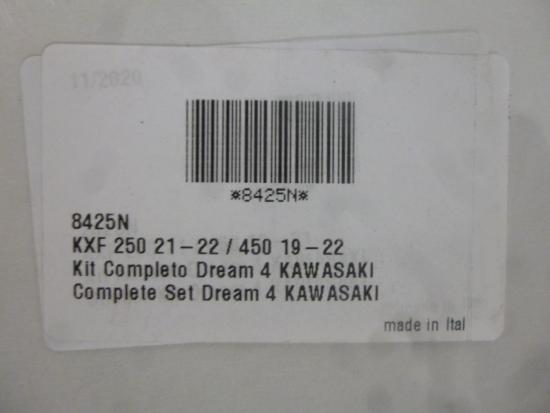 11/2020
*8425N*
8425N
KXF 250 21-22 / 450 19-22
Kit Completo Dream 4 KAWASAKI
Complete Set Dream 4 KAWASAKI
made in Ital